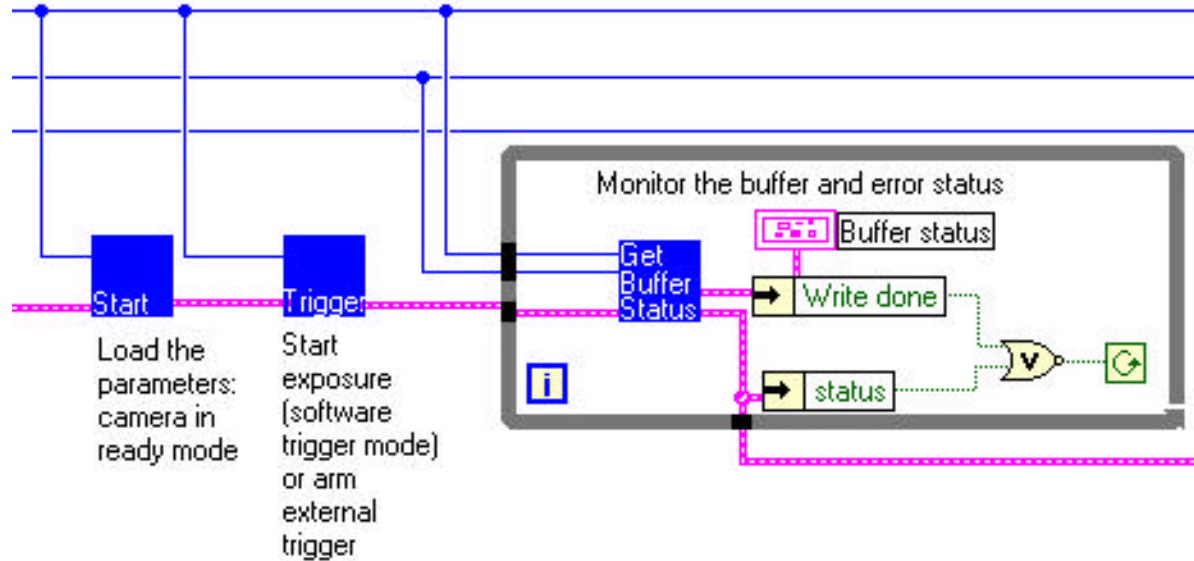 Monitor the buffer and error status
Buffer status
Get
Buffer
Status
Write done
Start
Trigger
V
i
status
Load the
parameters:
camera in
ready mode
Start
exposure
(software
trigger mode)
or arm
external
trigger